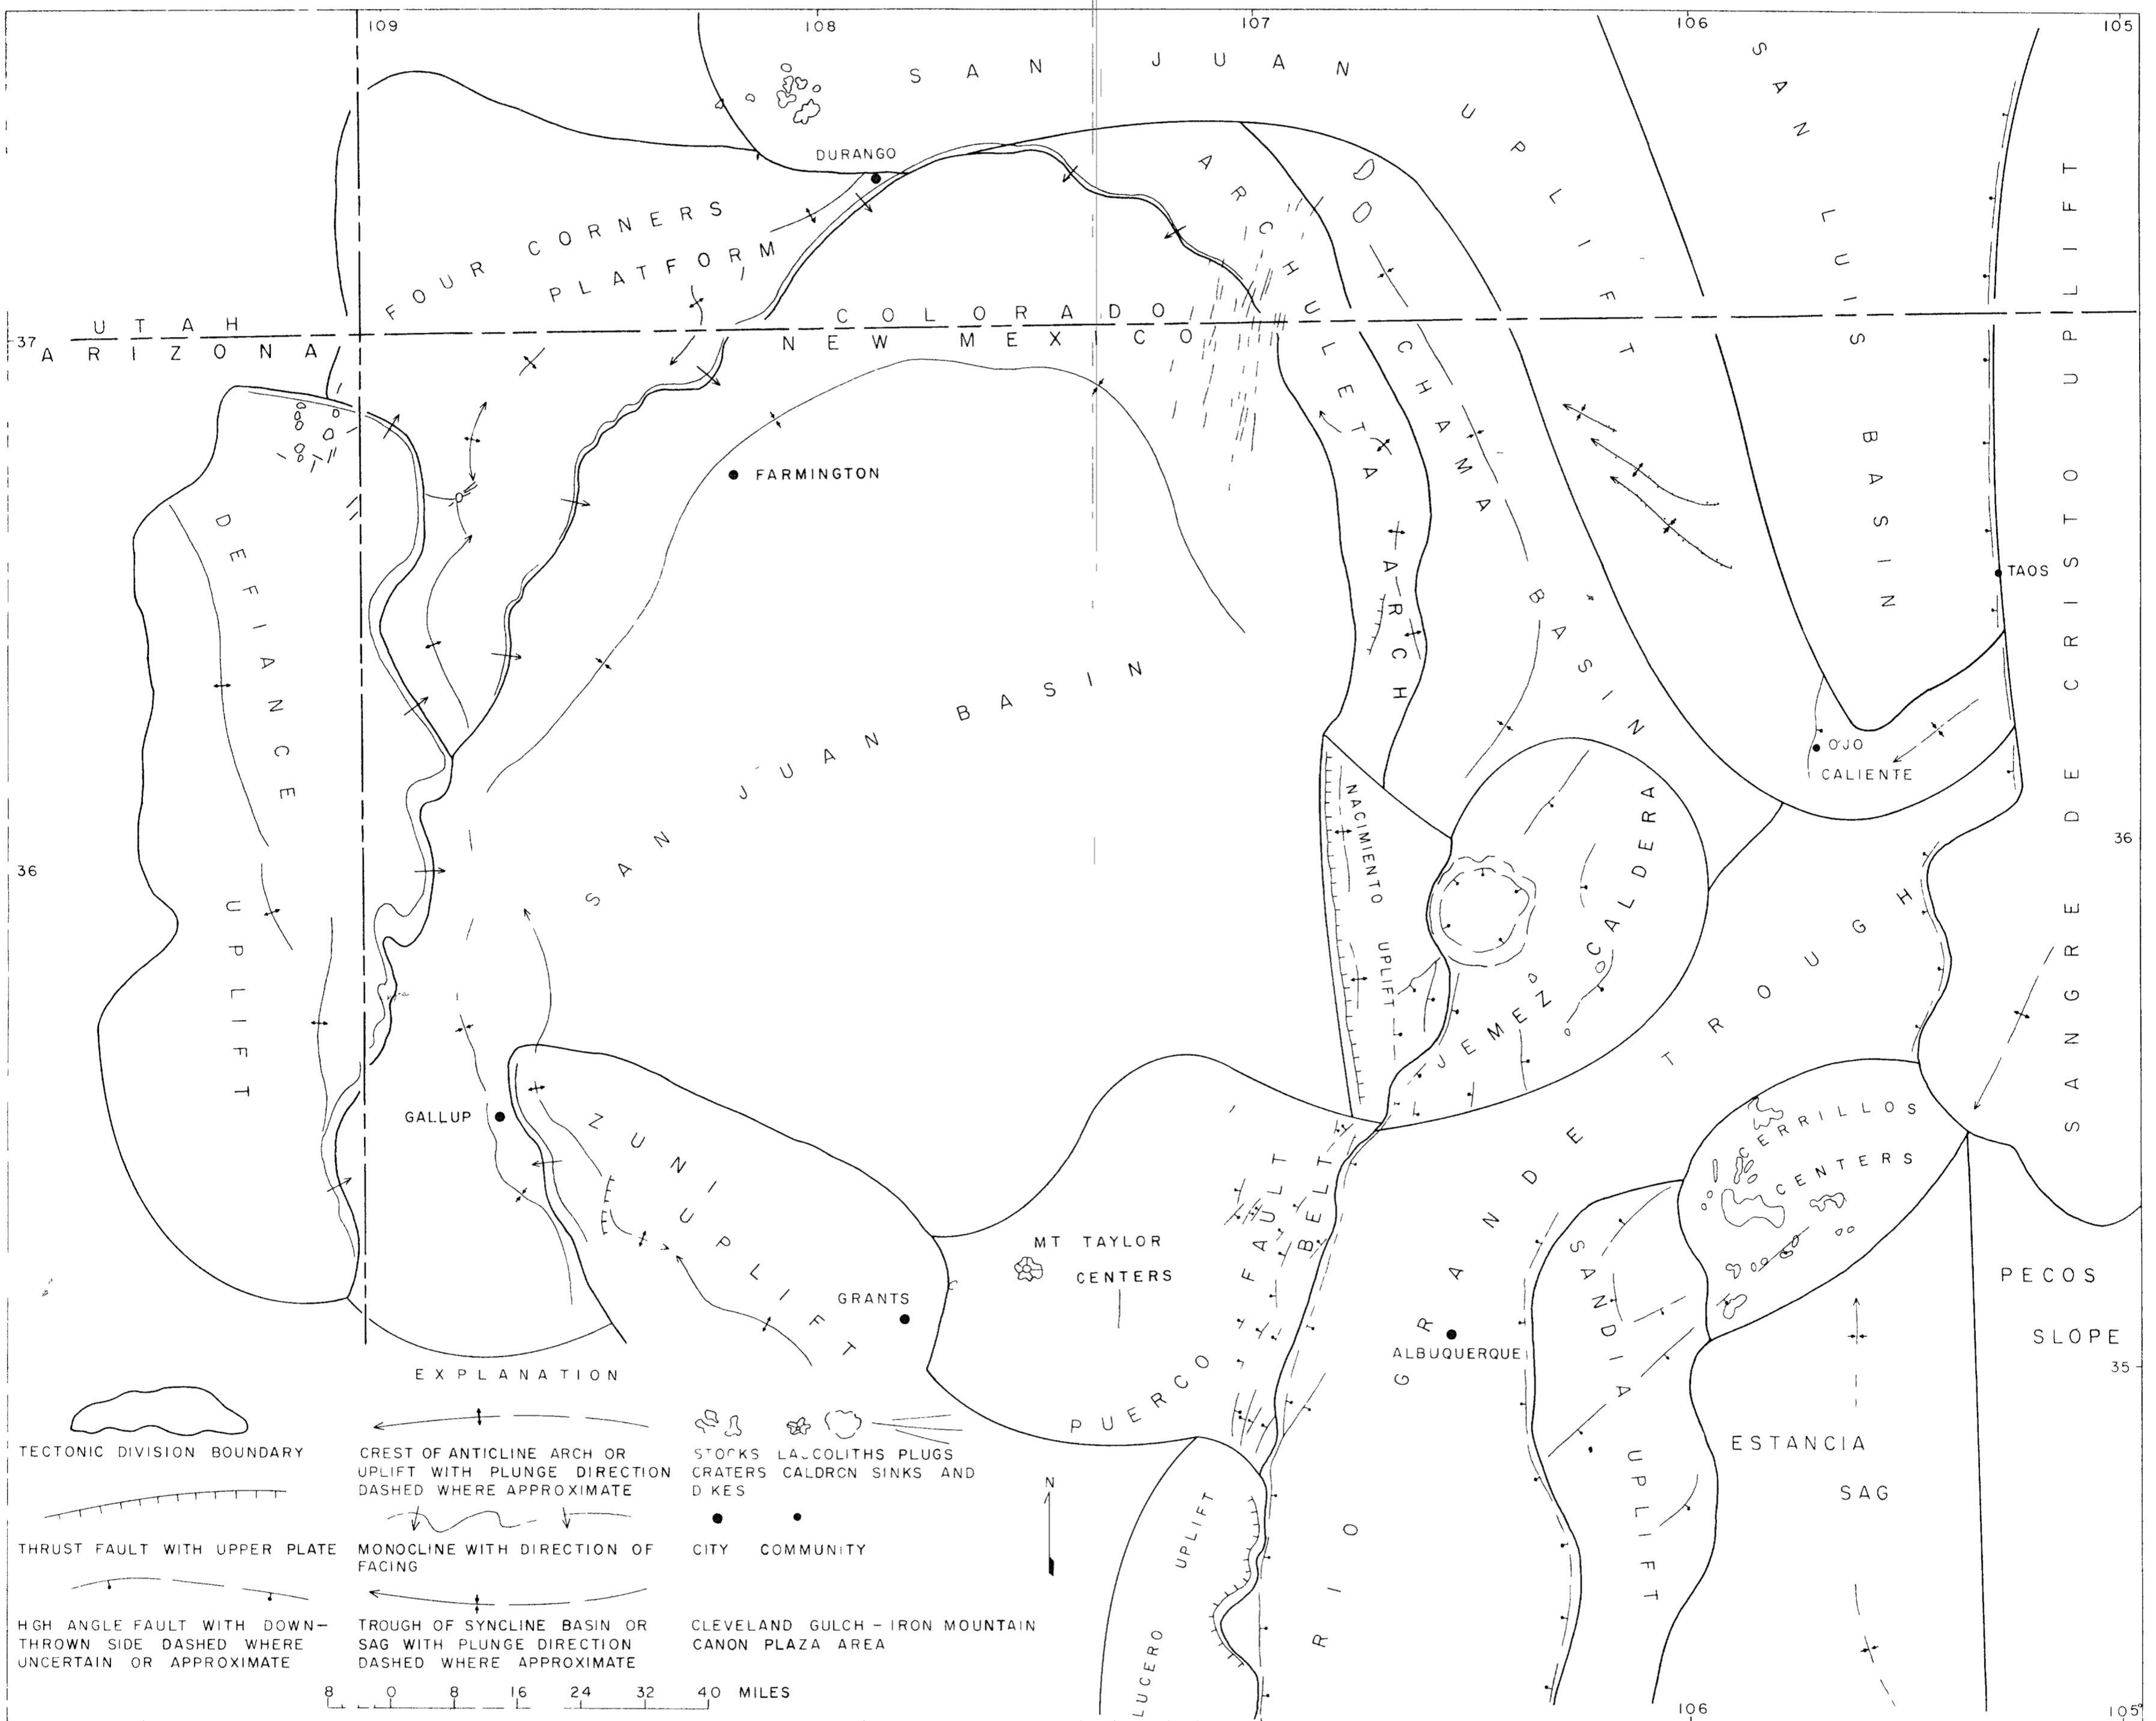 109
108
107
106
105
SAN JUAN UPLIFT
SAN LUIS BASIN
DURANGO
FOUR CORNERS
PLATFORM
ARCHULETA ARCH
CHAMA BASIN
SANGRE DE CRISTO UPLIFT
UTAH
COLORADO
37
ARIZONA
NEW MEXICO
FARMINGTON
DEFIANCE UPLIFT
TAOS
SAN JUAN BASIN
OJO
CALIENTE
36
36
NACIMIENTO UPLIFT
JEMEZ CALDERA
RIO GRANDE TROUGH
GALLUP
ZUNI UPLIFT
CERRILLOS
CENTERS
MT TAYLOR
CENTERS
GRANTS
PUERCO FAULT
BELT
ALBUQUERQUE
SANDIA UPLIFT
PECOS
SLOPE
35
ESTANCIA
SAG
LUCERO UPLIFT
EXPLANATION
TECTONIC DIVISION BOUNDARY
THRUST FAULT WITH UPPER PLATE
HGH ANGLE FAULT WITH DOWN-
THROWN SIDE DASHED WHERE
UNCERTAIN OR APPROXIMATE
CREST OF ANTICLINE ARCH OR
UPLIFT WITH PLUNGE DIRECTION
DASHED WHERE APPROXIMATE
MONOCLINE WITH DIRECTION OF
FACING
TROUGH OF SYNCLINE BASIN OR
SAG WITH PLUNGE DIRECTION
DASHED WHERE APPROXIMATE
STOCKS LACCOLITHS PLUGS
CRATERS CALDRON SINKS AND
DKES
CITY COMMUNITY
CLEVELAND GULCH - IRON MOUNTAIN
CANON PLAZA AREA
N
8 0 8 16 24 32 40 MILES
106
105°